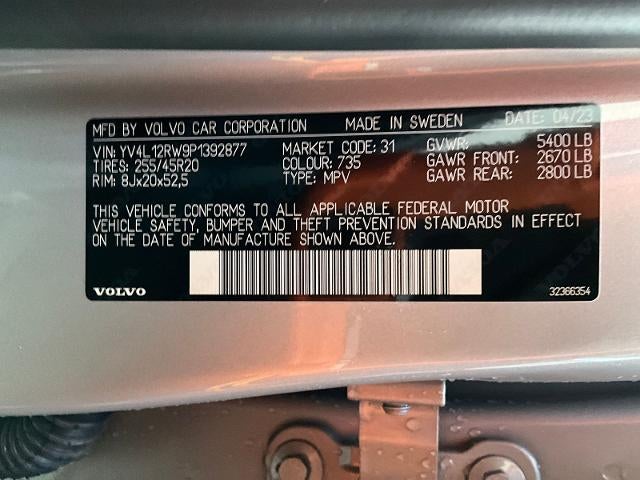 MFD BY VOLVO CAR CORPORATION MADE IN SWEDEN DATE: 04/23
VIN: YV4L12RW9P1392877 MARKET CODE: 31 GVWR: 5400 LB
TIRES: 255/45R20 COLOUR: 735 GAWR FRONT: 2670 LB
RIM: 8Jx20x52,5 TYPE: MPV GAWR REAR: 2800 LB
THIS VEHICLE CONFORMS TO ALL APPLICABLE FEDERAL MOTOR
VEHICLE SAFETY, BUMPER AND THEFT PREVENTION STANDARDS IN EFFECT
ON THE DATE OF MANUFACTURE SHOWN ABOVE.
VOLVO 32366354